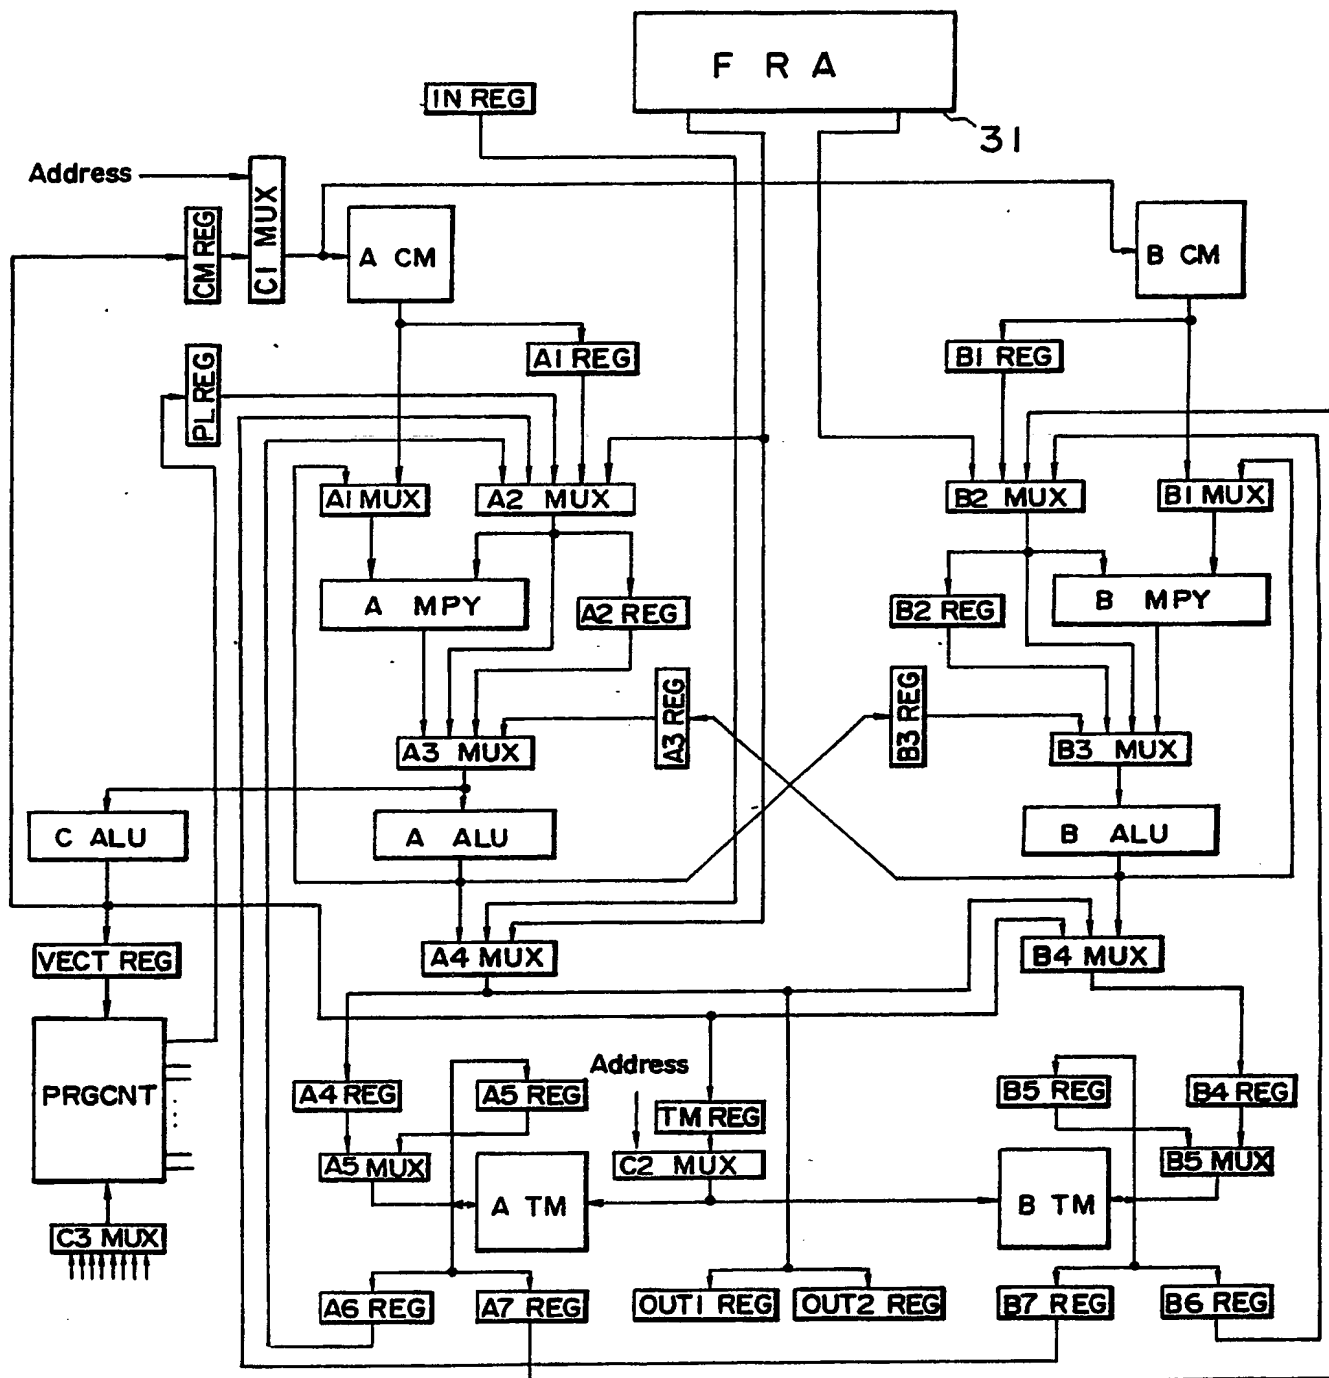 F R A
IN REG
31
Address
CM REG
C1 MUX
A CM
B CM
PL REG
A1 REG
B1 REG
A1 MUX
A2 MUX
B2 MUX
B1 MUX
A MPY
A2 REG
B2 REG
B MPY
A3 REG
B3 REG
A3 MUX
B3 MUX
C ALU
A ALU
B ALU
VECT REG
A4 MUX
B4 MUX
PRGCNT
Address
A4 REG
A5 REG
TM REG
B5 REG
B4 REG
A5 MUX
C2 MUX
B5 MUX
A TM
B TM
C3 MUX
A6 REG
A7 REG
OUT1 REG
OUT2 REG
B7 REG
B6 REG